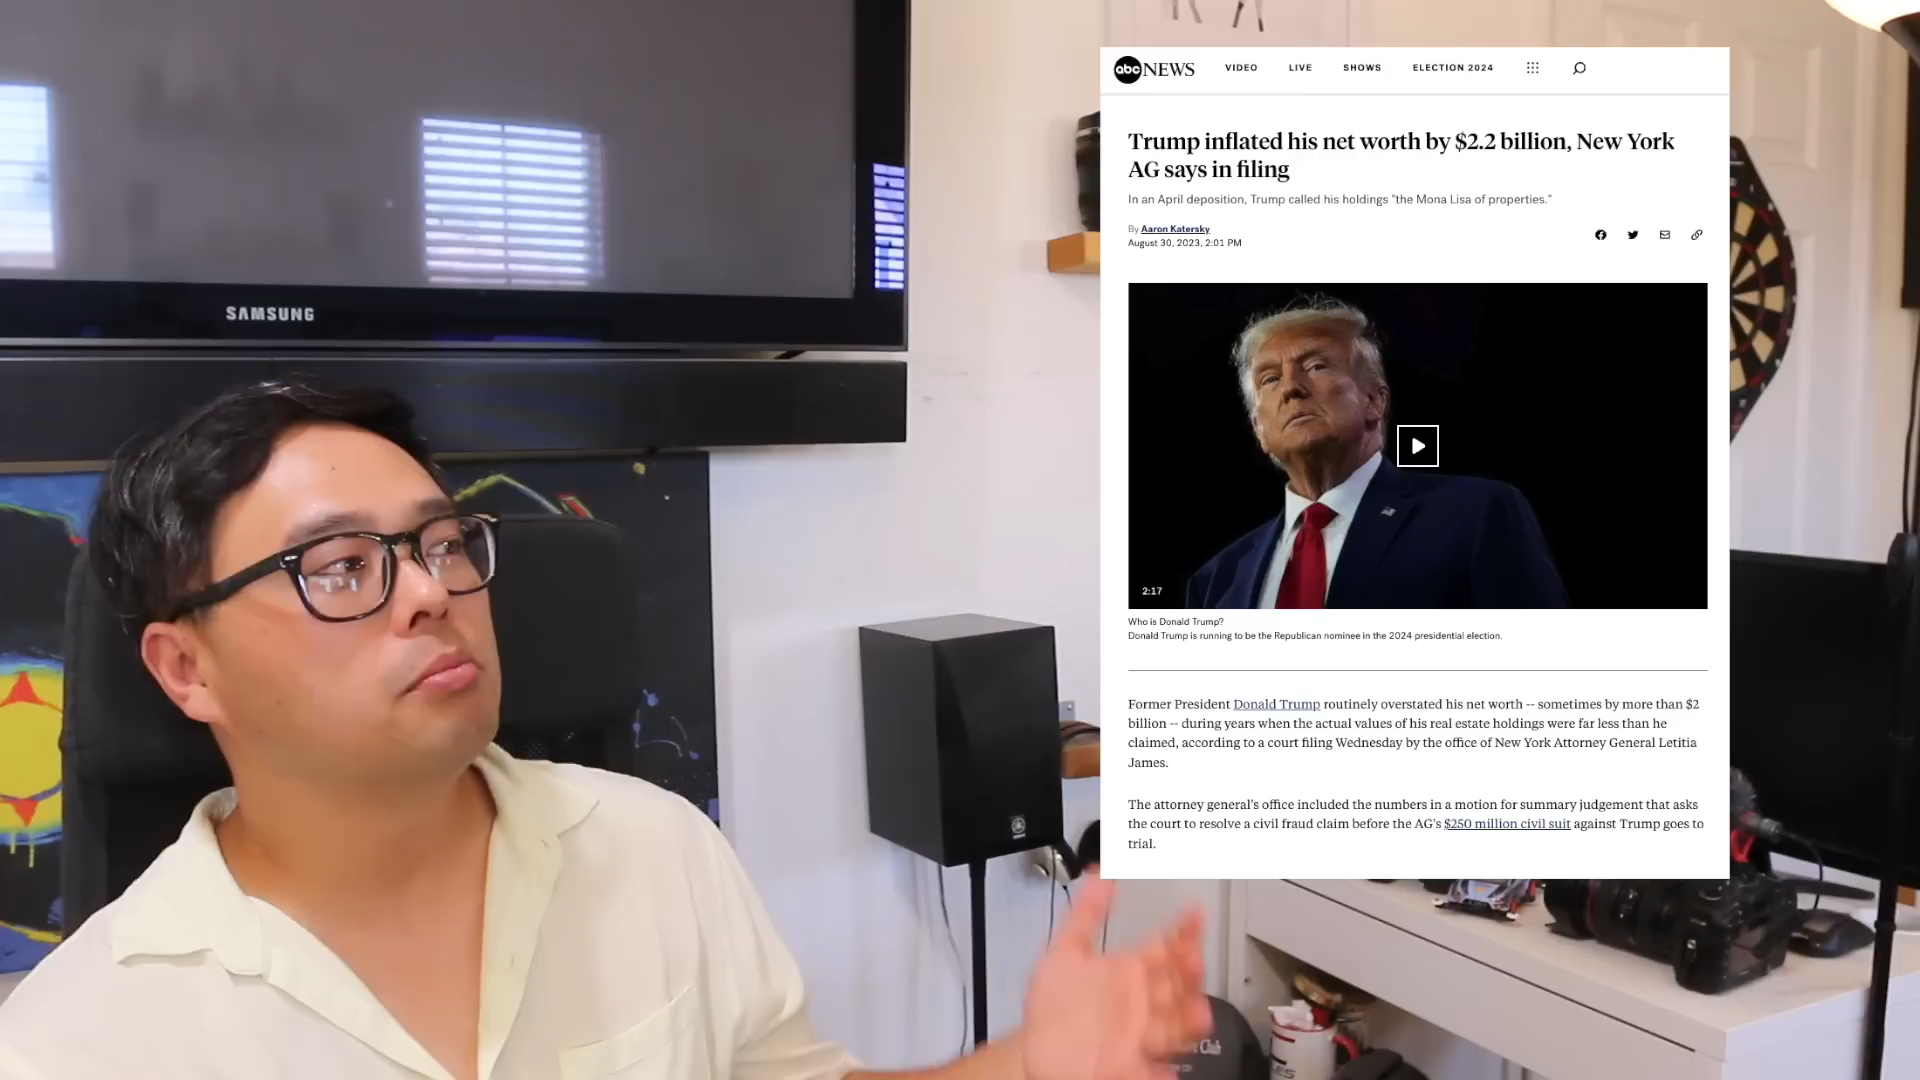 SAMSUNG
abc NEWS VIDEO LIVE SHOWS ELECTION 2024
Trump inflated his net worth by $2.2 billion, New York
AG says in filing
In an April deposition, Trump called his holdings "the Mona Lisa of properties."
By Aaron Katersky
August 30, 2023, 2:01 PM
2:17
Who is Donald Trump?
Donald Trump is running to be the Republican nominee in the 2024 presidential election.
Former President Donald Trump routinely overstated his net worth -- sometimes by more than $2
billion -- during years when the actual values of his real estate holdings were far less than he
claimed, according to a court filing Wednesday by the office of New York Attorney General Letitia
James.
The attorney general's office included the numbers in a motion for summary judgement that asks
the court to resolve a civil fraud claim before the AG's $250 million civil suit against Trump goes to
trial.